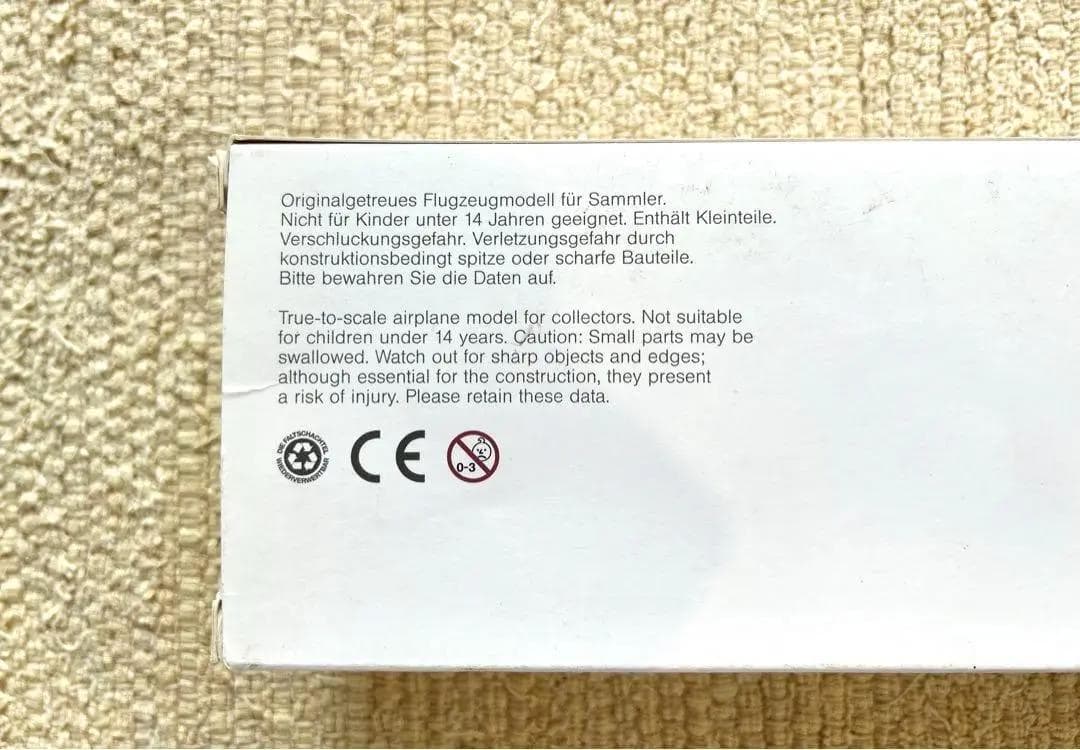 Originalgetreues Flugzeugmodell für Sammler.
Nicht für Kinder unter 14 Jahren geeignet. Enthält Kleinteile.
Verschluckungsgefahr. Verletzungsgefahr durch
konstruktionsbedingt spitze oder scharfe Bauteile.
Bitte bewahren Sie die Daten auf.
True-to-scale airplane model for collectors. Not suitable
for children under 14 years. Caution: Small parts may be
swallowed. Watch out for sharp objects and edges;
although essential for the construction, they present
a risk of injury. Please retain these data.
DIE FALTSCHACHTEL
WIEDERVERWERTBAR
CE
0-3